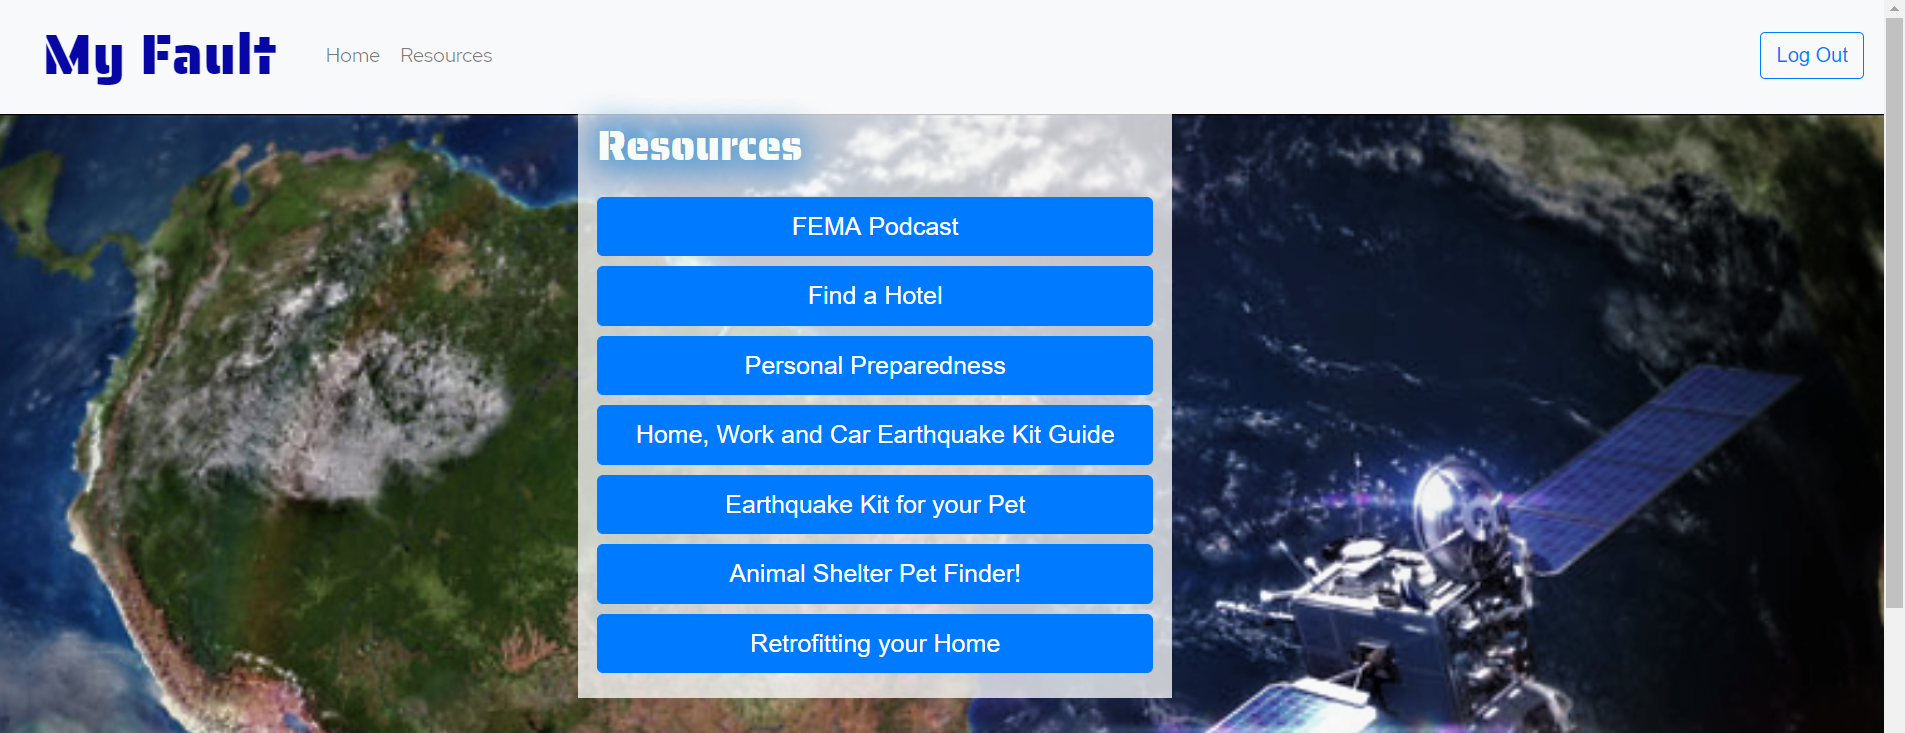 My Fault
Home Resources
Log Out
Resources
FEMA Podcast
Find a Hotel
Personal Preparedness
Home, Work and Car Earthquake Kit Guide
Earthquake Kit for your Pet
Animal Shelter Pet Finder!
Retrofitting your Home